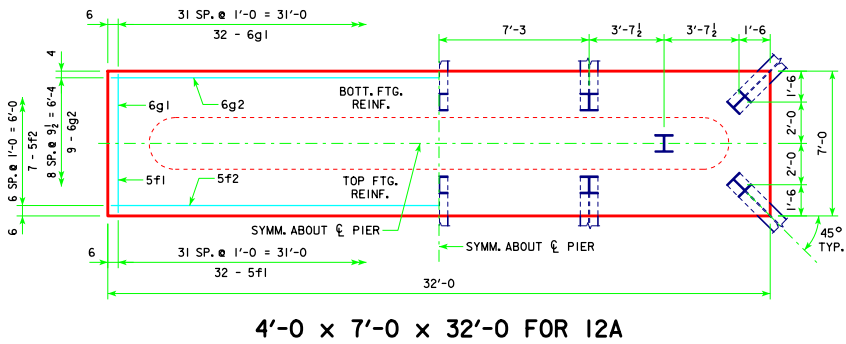 6
31 SP. @ 1'-0 = 31'-0
32 - 6g1
7'-3
3'-7½
3'-7½
1'-6
4
8 SP. @ 9½ = 6'-4
9 - 6g2
6 SP. @ 1'-0 = 6'-0
7 - 5f2
6
6g1
6g2
BOTT. FTG.
REINF.
5f1
5f2
TOP FTG.
REINF.
1'-6
2'-0
2'-0
1'-6
7'-0
45°
TYP.
SYMM. ABOUT ℄ PIER
SYMM. ABOUT ℄ PIER
6
31 SP. @ 1'-0 = 31'-0
32 - 5f1
32'-0
4'-0 x 7'-0 x 32'-0 FOR 12A